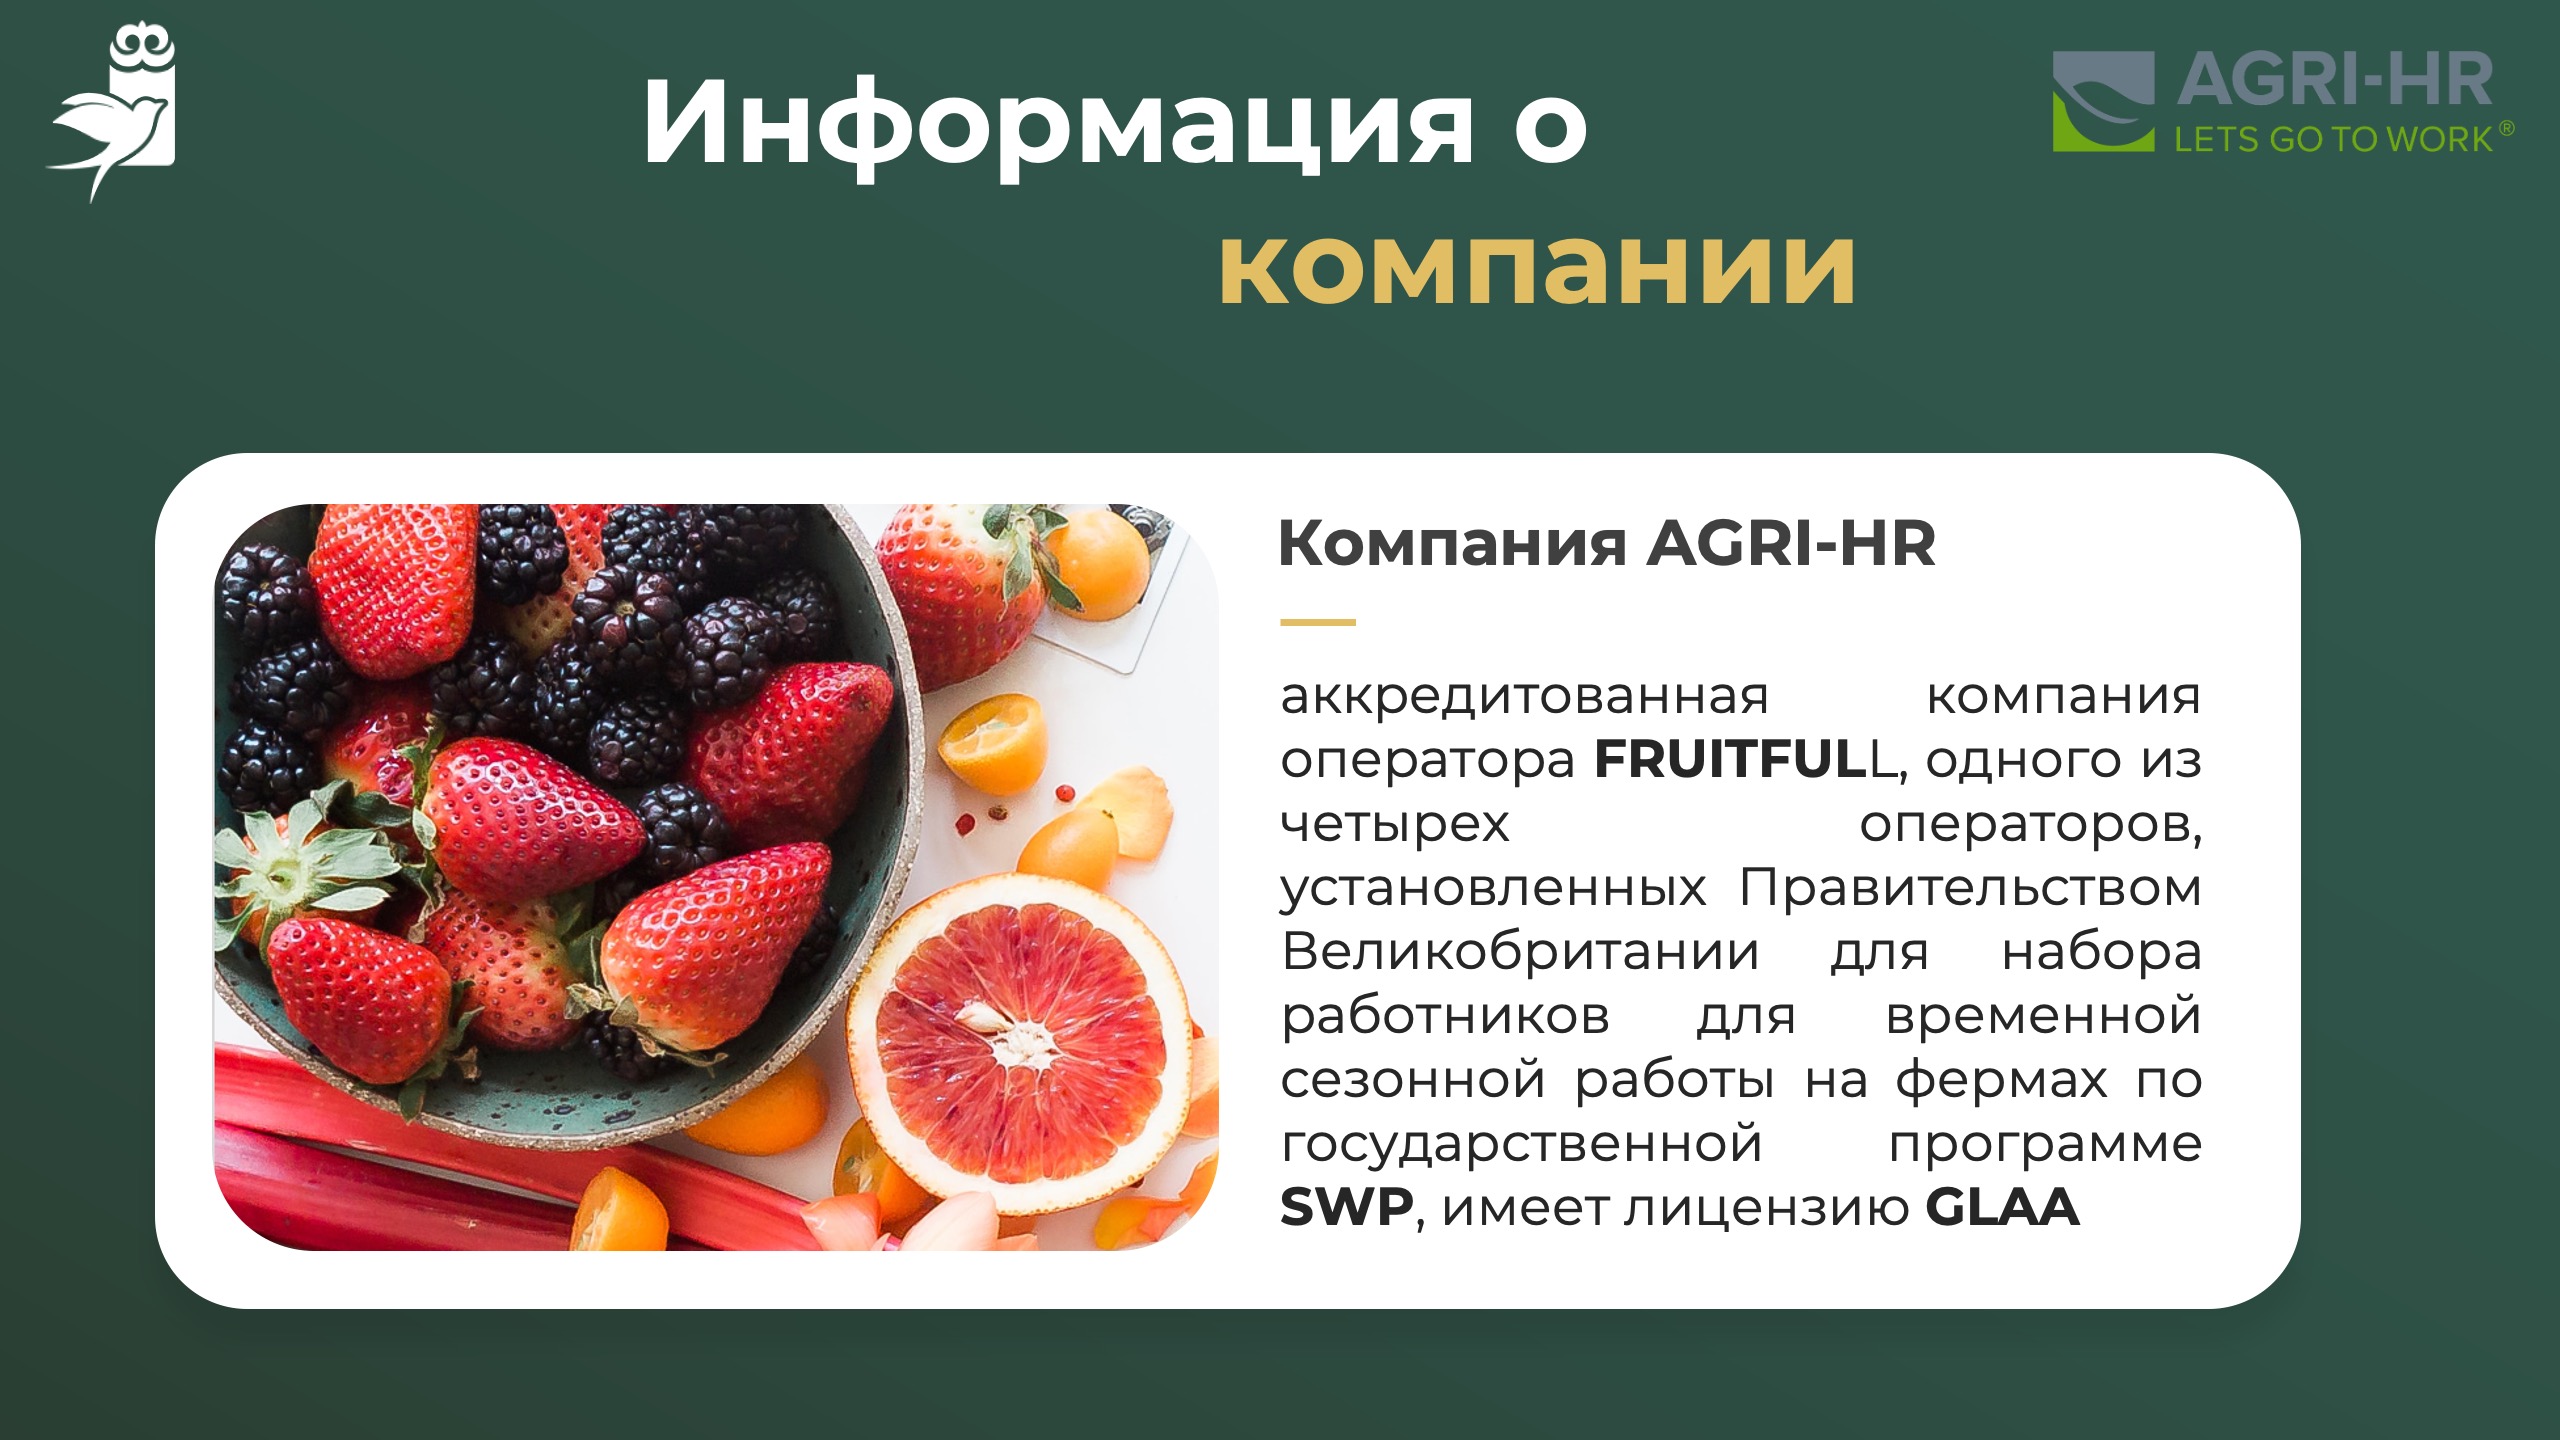 AGRI-HR
LETS GO TO WORK®
Информация о
компании
Компания AGRI-HR
аккредитованная компания
оператора FRUITFULL, одного из
четырех операторов,
установленных Правительством
Великобритании для набора
работников для временной
сезонной работы на фермах по
государственной программе
SWP, имеет лицензию GLAA